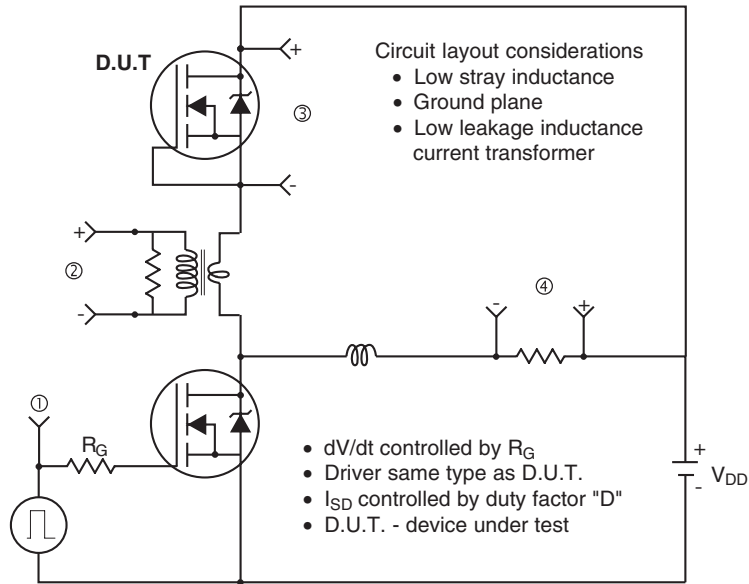 D.U.T
+
③
-
Circuit layout considerations
• Low stray inductance
• Ground plane
• Low leakage inductance
current transformer
+
②
-
-
④
+
①
R_G
• dV/dt controlled by R_G
• Driver same type as D.U.T.
• I_SD controlled by duty factor "D"
• D.U.T. - device under test
+
V_DD
-